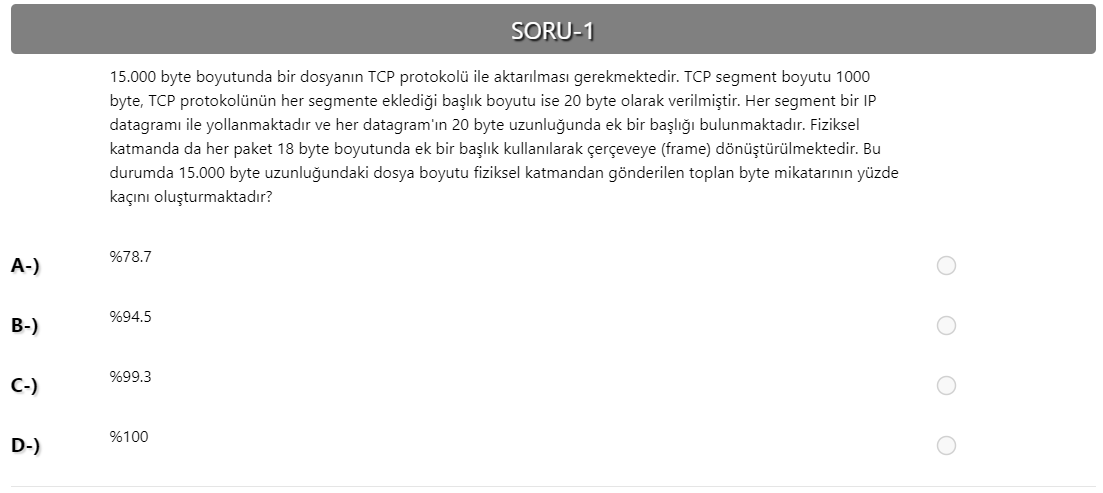 SORU-1
15.000 byte boyutunda bir dosyanın TCP protokolü ile aktarılması gerekmektedir. TCP segment boyutu 1000
byte, TCP protokolünün her segmente eklediği başlık boyutu ise 20 byte olarak verilmiştir. Her segment bir IP
datagramı ile yollanmaktadır ve her datagram'ın 20 byte uzunluğunda ek bir başlığı bulunmaktadır. Fiziksel
katmanda da her paket 18 byte boyutunda ek bir başlık kullanılarak çerçeveye (frame) dönüştürülmektedir. Bu
durumda 15.000 byte uzunluğundaki dosya boyutu fiziksel katmandan gönderilen toplan byte mikatarının yüzde
kaçını oluşturmaktadır?
A-) %78.7
B-) %94.5
C-) %99.3
D-) %100